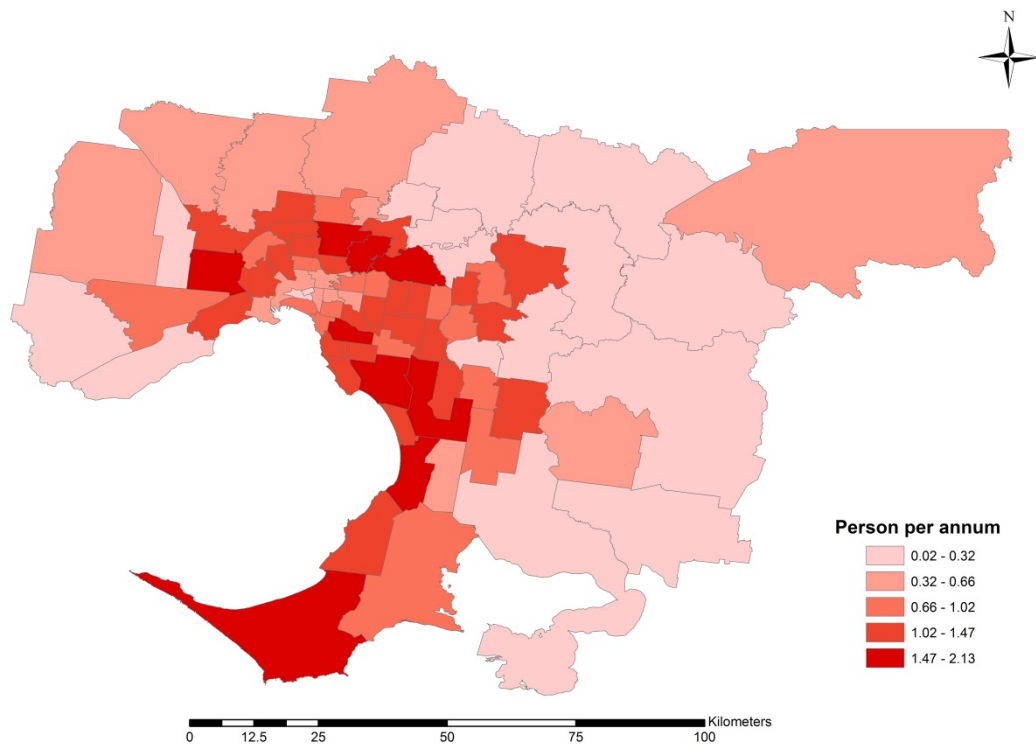 N
Person per annum
0.02 - 0.32
0.32 - 0.66
0.66 - 1.02
1.02 - 1.47
1.47 - 2.13
Kilometers
0 12.5 25 50 75 100